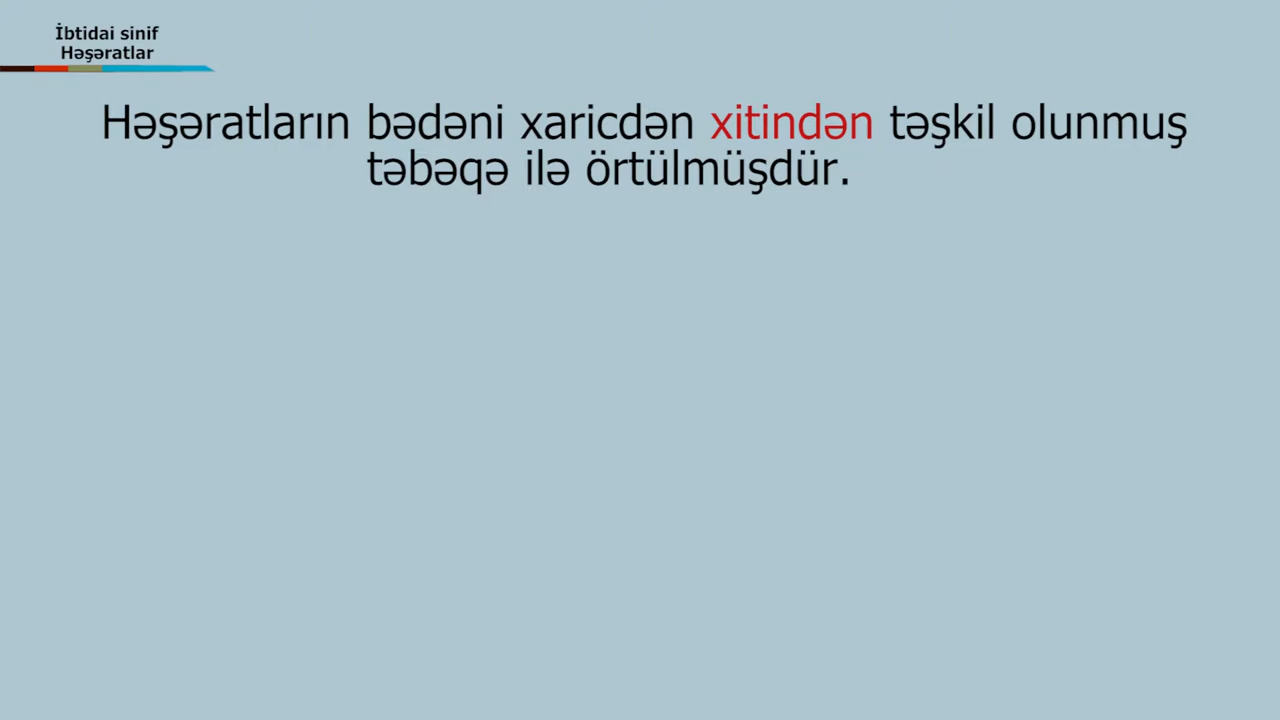 İbtidai sinif
Həşəratlar
Həşəratların bədəni xaricdən xitindən təşkil olunmuş
təbəqə ilə örtülmüşdür.